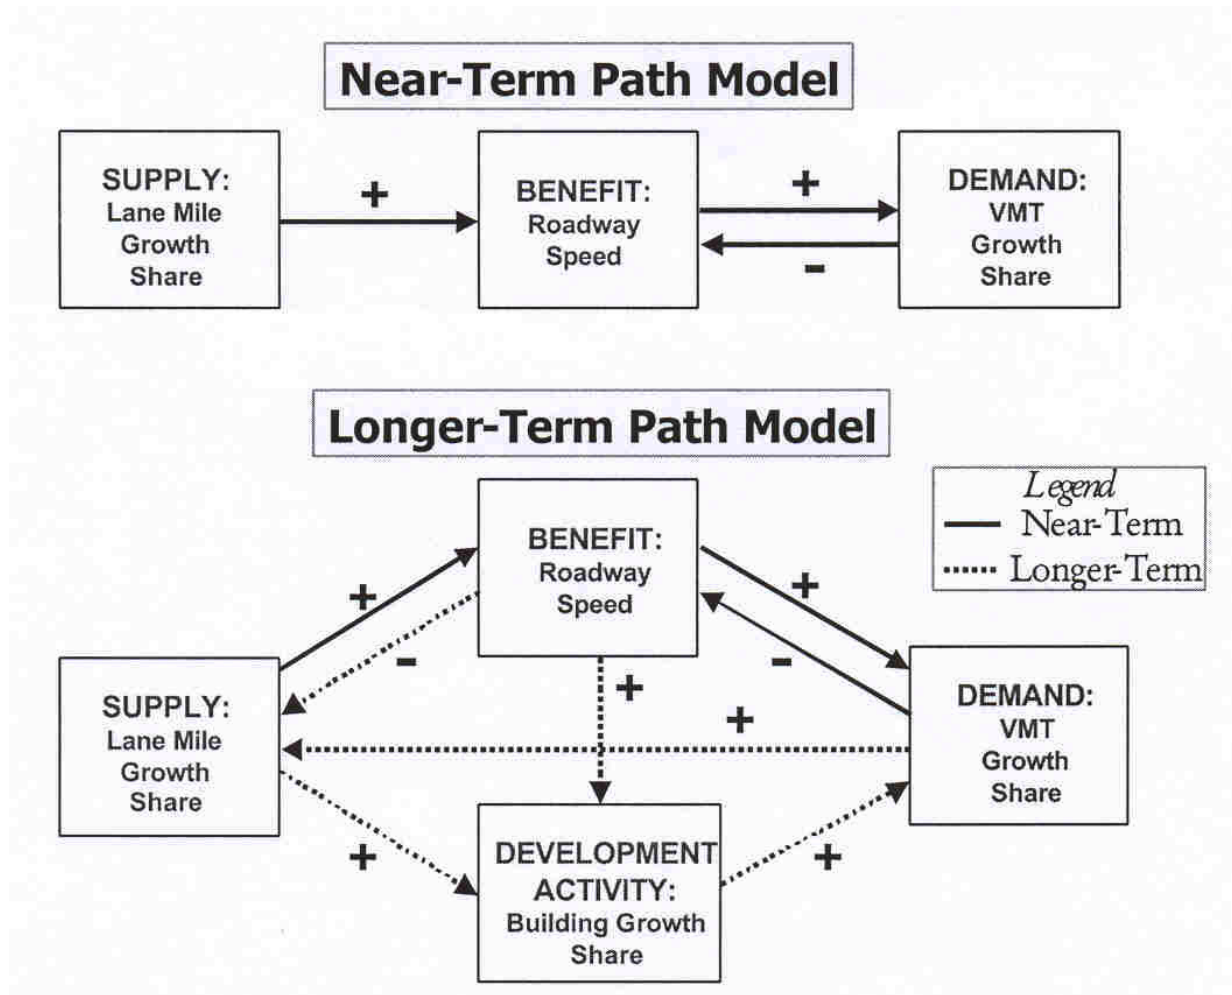 Near-Term Path Model
SUPPLY:
Lane Mile
Growth
Share
+
BENEFIT:
Roadway
Speed
+
-
DEMAND:
VMT
Growth
Share
Longer-Term Path Model
Legend
Near-Term
Longer-Term
BENEFIT:
Roadway
Speed
+
+
-
-
+
+
SUPPLY:
Lane Mile
Growth
Share
DEMAND:
VMT
Growth
Share
+
+
DEVELOPMENT
ACTIVITY:
Building Growth
Share